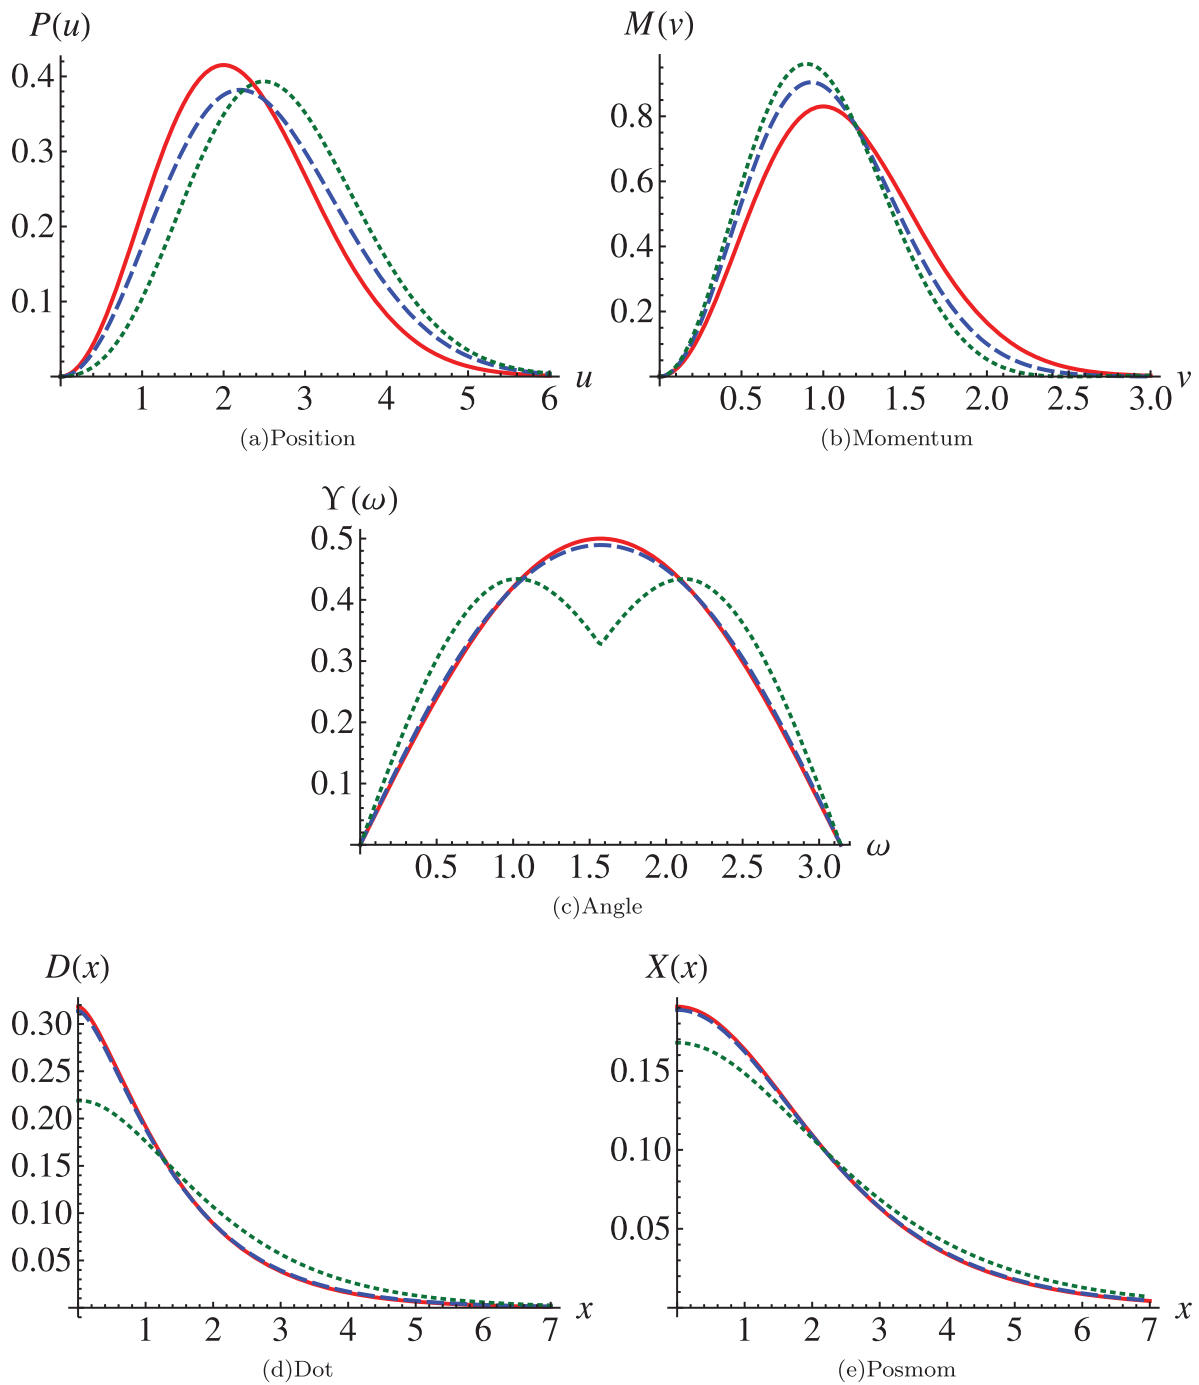 P(u)
0.4
0.3
0.2
0.1
1 2 3 4 5 6 u
(a)Position
M(v)
0.8
0.6
0.4
0.2
0.5 1.0 1.5 2.0 2.5 3.0 v
(b)Momentum
ϒ(ω)
0.5
0.4
0.3
0.2
0.1
0.5 1.0 1.5 2.0 2.5 3.0 ω
(c)Angle
D(x)
0.30
0.25
0.20
0.15
0.10
0.05
1 2 3 4 5 6 7 x
(d)Dot
X(x)
0.15
0.10
0.05
1 2 3 4 5 6 7 x
(e)Posmom